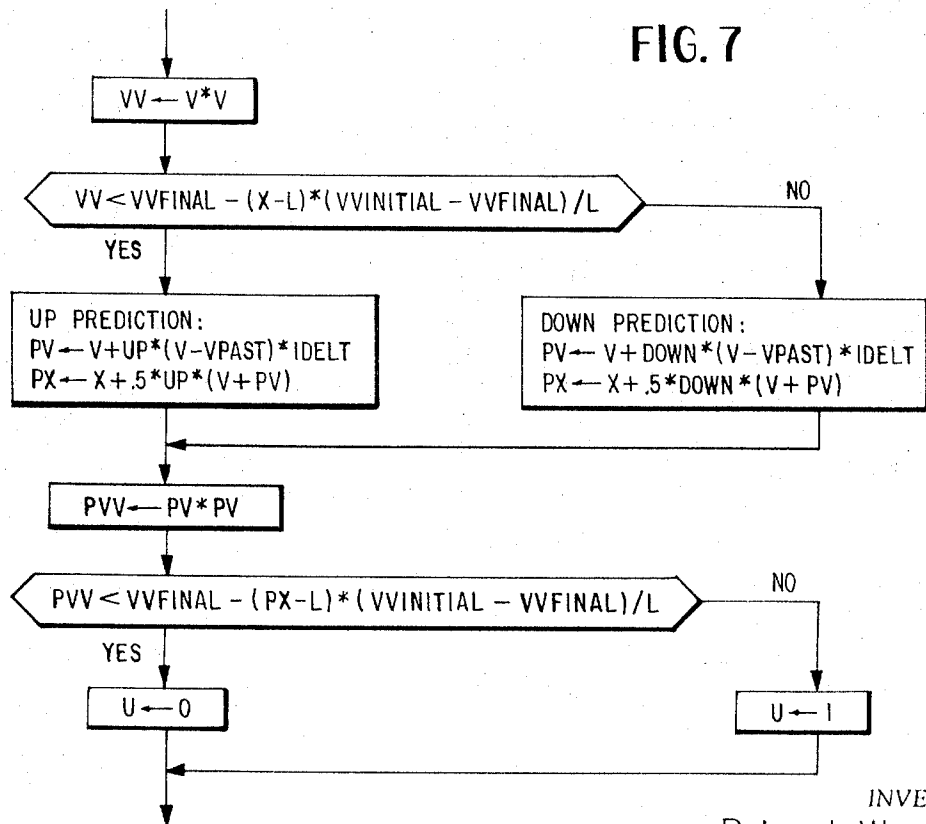 FIG. 7
VV ← V*V
VV < VVFINAL - (X-L)*(VVINITIAL - VVFINAL)/L
NO
YES
UP PREDICTION:
PV ← V+UP*(V-VPAST)*IDELT
PX ← X+.5*UP*(V+PV)
DOWN PREDICTION:
PV ← V+DOWN*(V-VPAST)*IDELT
PX ← X+.5*DOWN*(V+PV)
PVV ← PV*PV
PVV < VVFINAL - (PX-L)*(VVINITIAL - VVFINAL)/L
NO
YES
U ← 0
U ← 1
INVE